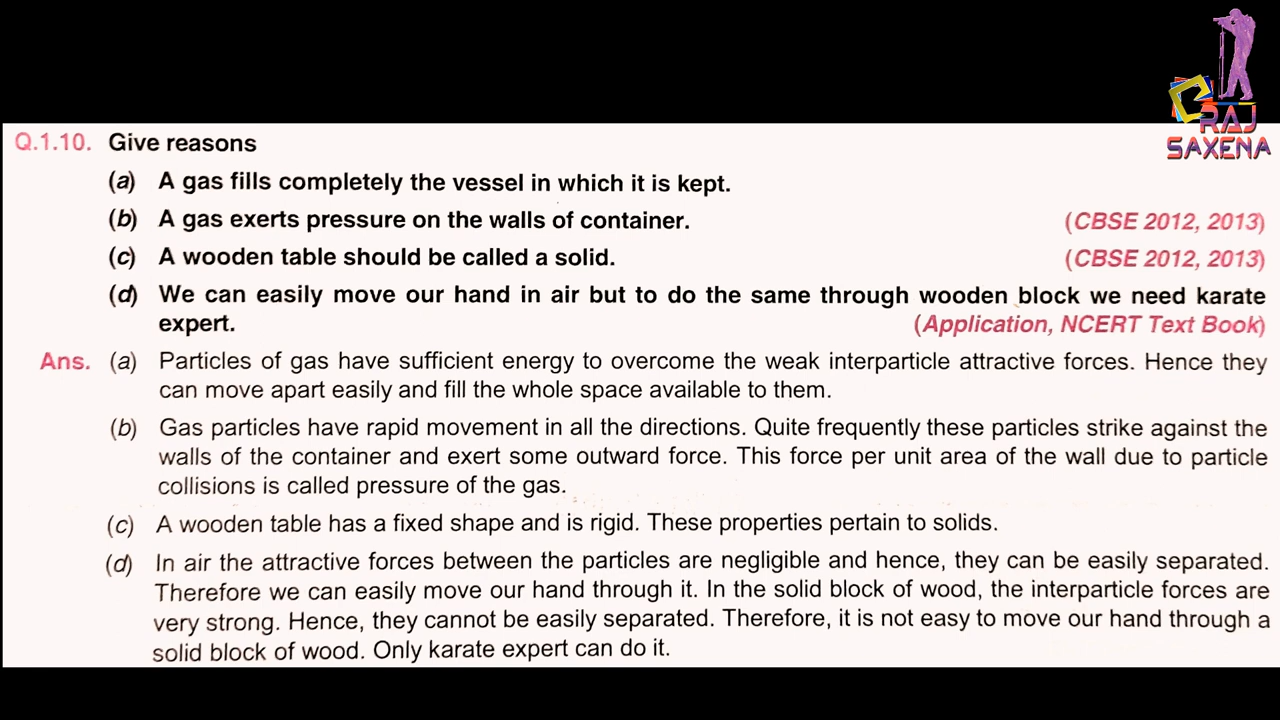 RAJ
SAXENA
Q.1.10. Give reasons
(a) A gas fills completely the vessel in which it is kept.
(b) A gas exerts pressure on the walls of container. (CBSE 2012, 2013)
(c) A wooden table should be called a solid. (CBSE 2012, 2013)
(d) We can easily move our hand in air but to do the same through wooden block we need karate
expert. (Application, NCERT Text Book)
Ans. (a) Particles of gas have sufficient energy to overcome the weak interparticle attractive forces. Hence they
can move apart easily and fill the whole space available to them.
(b) Gas particles have rapid movement in all the directions. Quite frequently these particles strike against the
walls of the container and exert some outward force. This force per unit area of the wall due to particle
collisions is called pressure of the gas.
(c) A wooden table has a fixed shape and is rigid. These properties pertain to solids.
(d) In air the attractive forces between the particles are negligible and hence, they can be easily separated.
Therefore we can easily move our hand through it. In the solid block of wood, the interparticle forces are
very strong. Hence, they cannot be easily separated. Therefore, it is not easy to move our hand through a
solid block of wood. Only karate expert can do it.